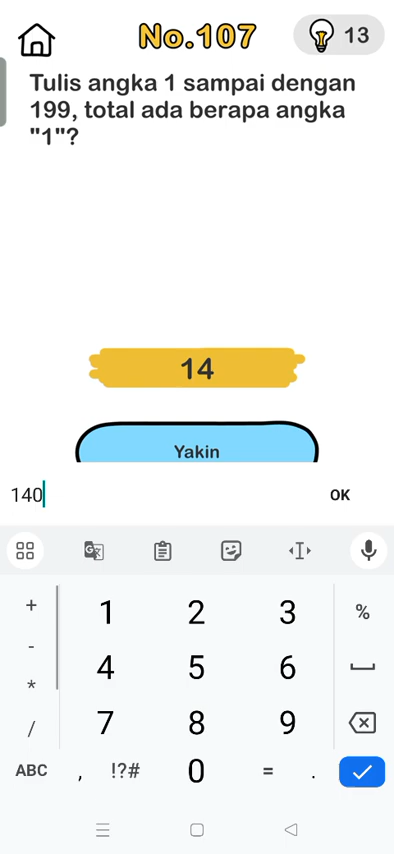 No.107
13
Tulis angka 1 sampai dengan
199, total ada berapa angka
"1"?
14
Yakin
140
OK
+ 1 2 3 %
- 4 5 6
*
/ 7 8 9
ABC , !?# 0 = .